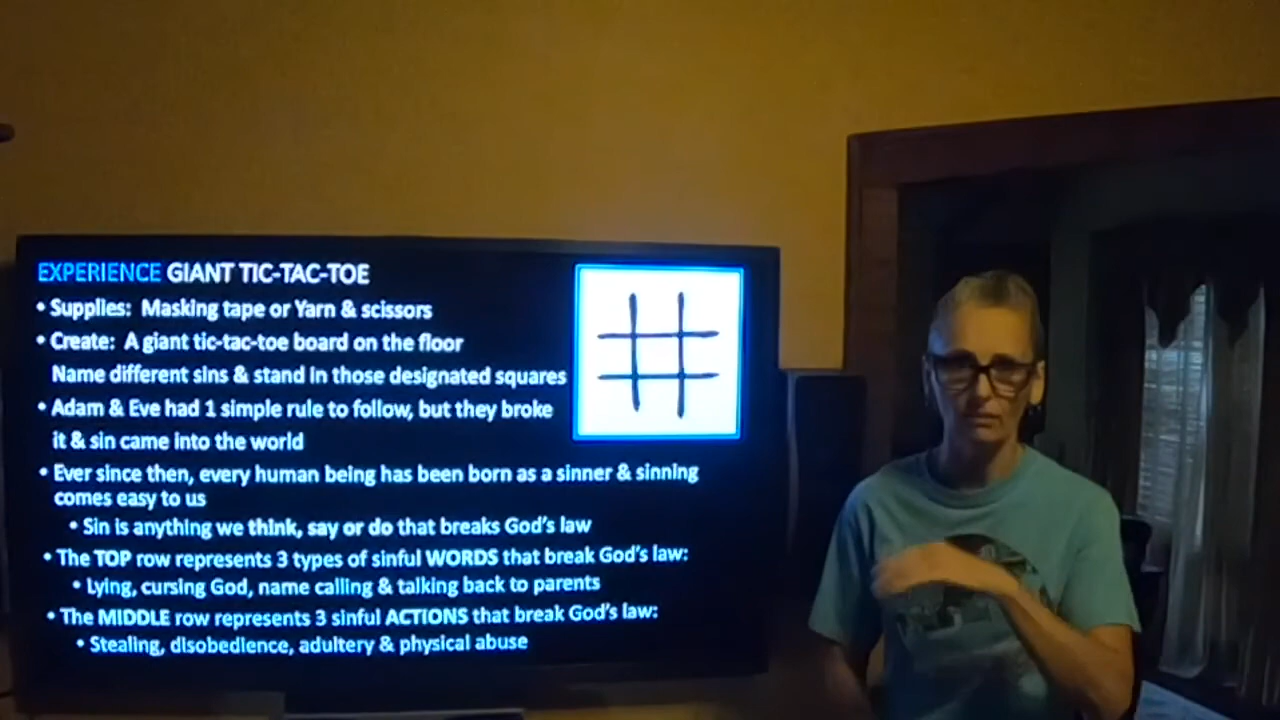 EXPERIENCE GIANT TIC-TAC-TOE
• Supplies: Masking tape or Yarn & scissors
• Create: A giant tic-tac-toe board on the floor
Name different sins & stand in those designated squares
• Adam & Eve had 1 simple rule to follow, but they broke
it & sin came into the world
• Ever since then, every human being has been born as a sinner & sinning
comes easy to us
• Sin is anything we think, say or do that breaks God's law
• The TOP row represents 3 types of sinful WORDS that break God's law:
• Lying, cursing God, name calling & talking back to parents
• The MIDDLE row represents 3 sinful ACTIONS that break God's law:
• Stealing, disobedience, adultery & physical abuse